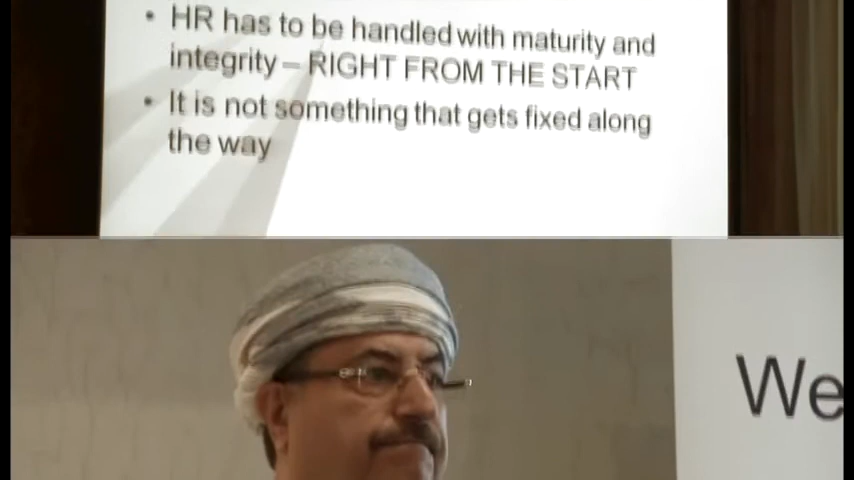 • HR has to be handled with maturity and
integrity – RIGHT FROM THE START
• It is not something that gets fixed along
the way
We